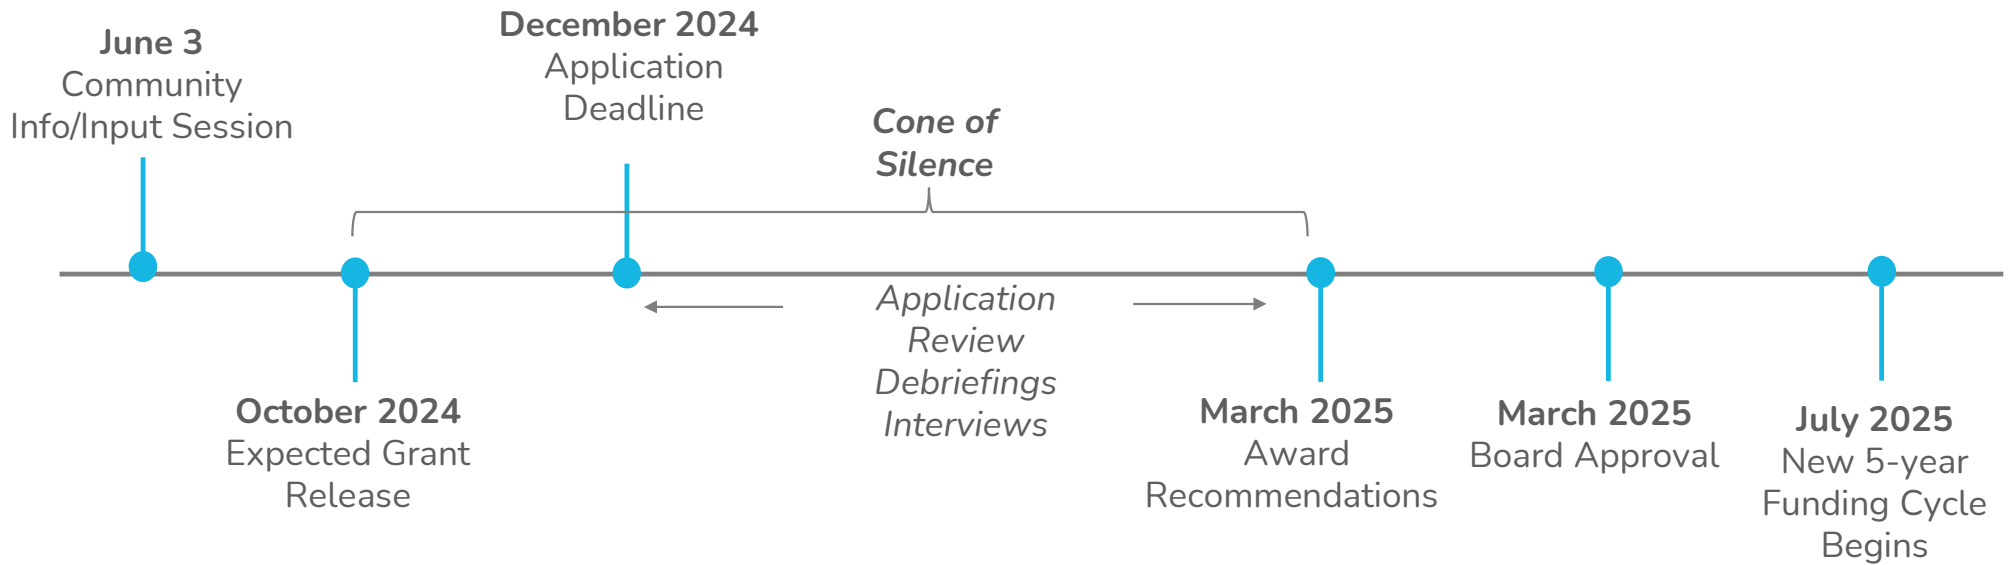 June 3
Community
Info/Input Session
December 2024
Application
Deadline
Cone of
Silence
October 2024
Expected Grant
Release
Application
Review
Debriefings
Interviews
March 2025
Award
Recommendations
March 2025
Board Approval
July 2025
New 5-year
Funding Cycle
Begins